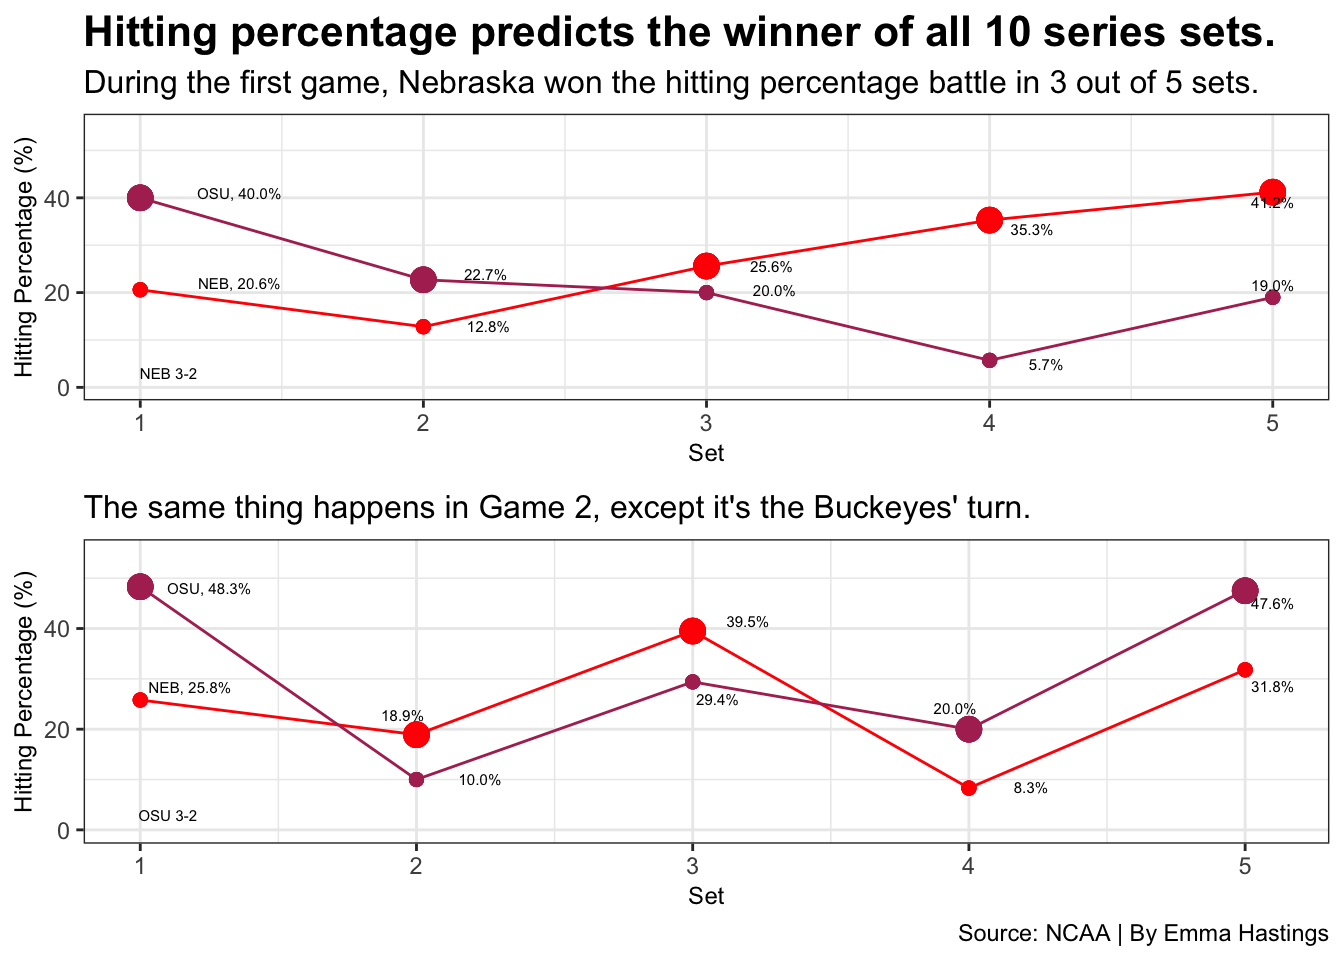 Hitting percentage predicts the winner of all 10 series sets.
During the first game, Nebraska won the hitting percentage battle in 3 out of 5 sets.
Hitting Percentage (%)
40
20
0
OSU, 40.0%
NEB, 20.6%
22.7%
12.8%
25.6%
20.0%
35.3%
5.7%
41.2%
19.0%
NEB 3-2
1 2 3 4 5
Set
The same thing happens in Game 2, except it's the Buckeyes' turn.
Hitting Percentage (%)
40
20
0
OSU, 48.3%
NEB, 25.8%
18.9%
10.0%
39.5%
29.4%
20.0%
8.3%
47.6%
31.8%
OSU 3-2
1 2 3 4 5
Set
Source: NCAA | By Emma Hastings